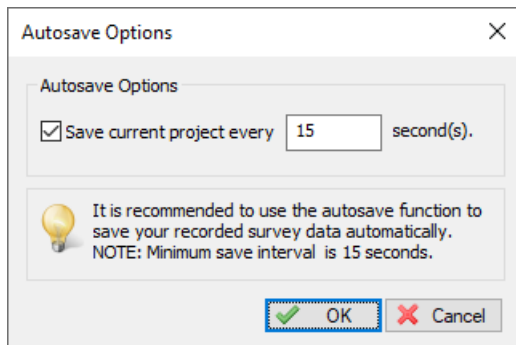 Autosave Options
Autosave Options
Save current project every 15 second(s).
It is recommended to use the autosave function to
save your recorded survey data automatically.
NOTE: Minimum save interval is 15 seconds.
OK Cancel